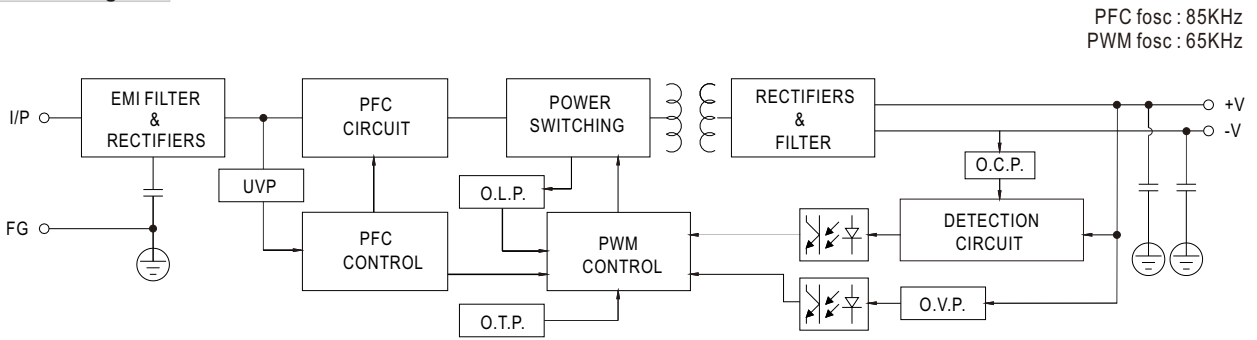 PFC fosc : 85KHz
PWM fosc : 65KHz
I/P
EMI FILTER
&
RECTIFIERS
PFC
CIRCUIT
POWER
SWITCHING
RECTIFIERS
&
FILTER
+V
-V
UVP
O.L.P.
O.C.P.
FG
PFC
CONTROL
PWM
CONTROL
DETECTION
CIRCUIT
O.T.P.
O.V.P.